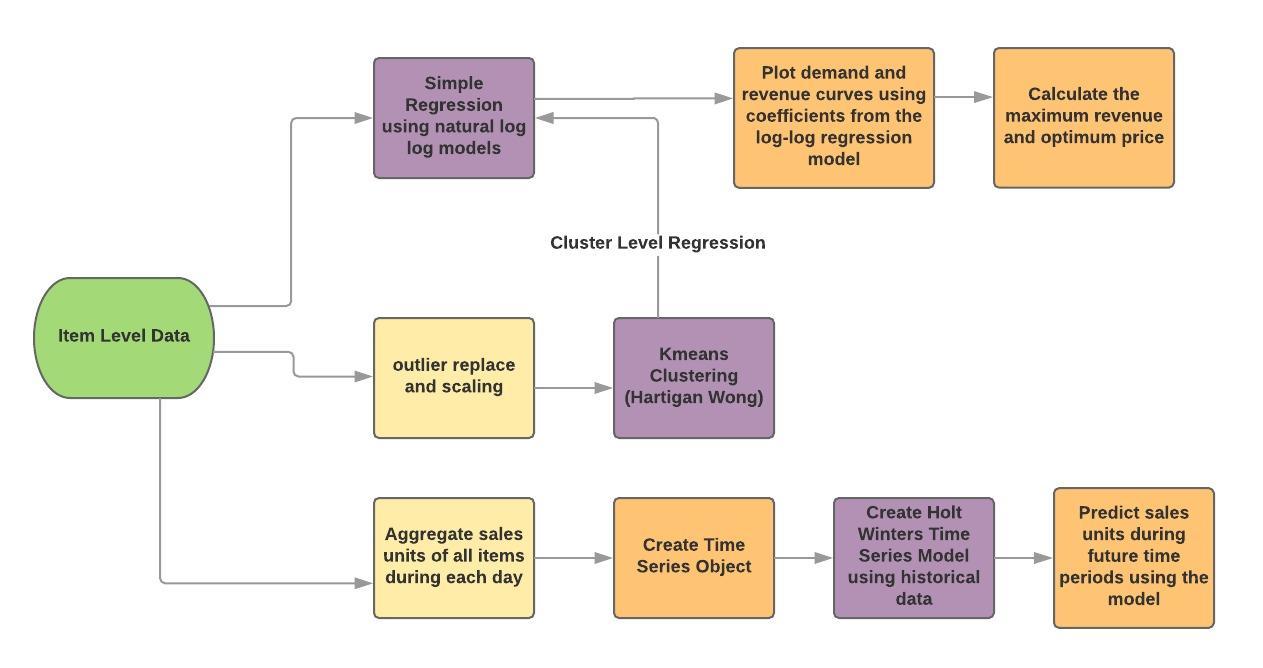 Simple
Regression
using natural log
log models
Plot demand and
revenue curves using
coefficients from the
log-log regression
model
Calculate the
maximum revenue
and optimum price
Cluster Level Regression
Item Level Data
outlier replace
and scaling
Kmeans
Clustering
(Hartigan Wong)
Aggregate sales
units of all items
during each day
Create Time
Series Object
Create Holt
Winters Time
Series Model
using historical
data
Predict sales
units during
future time
periods using the
model